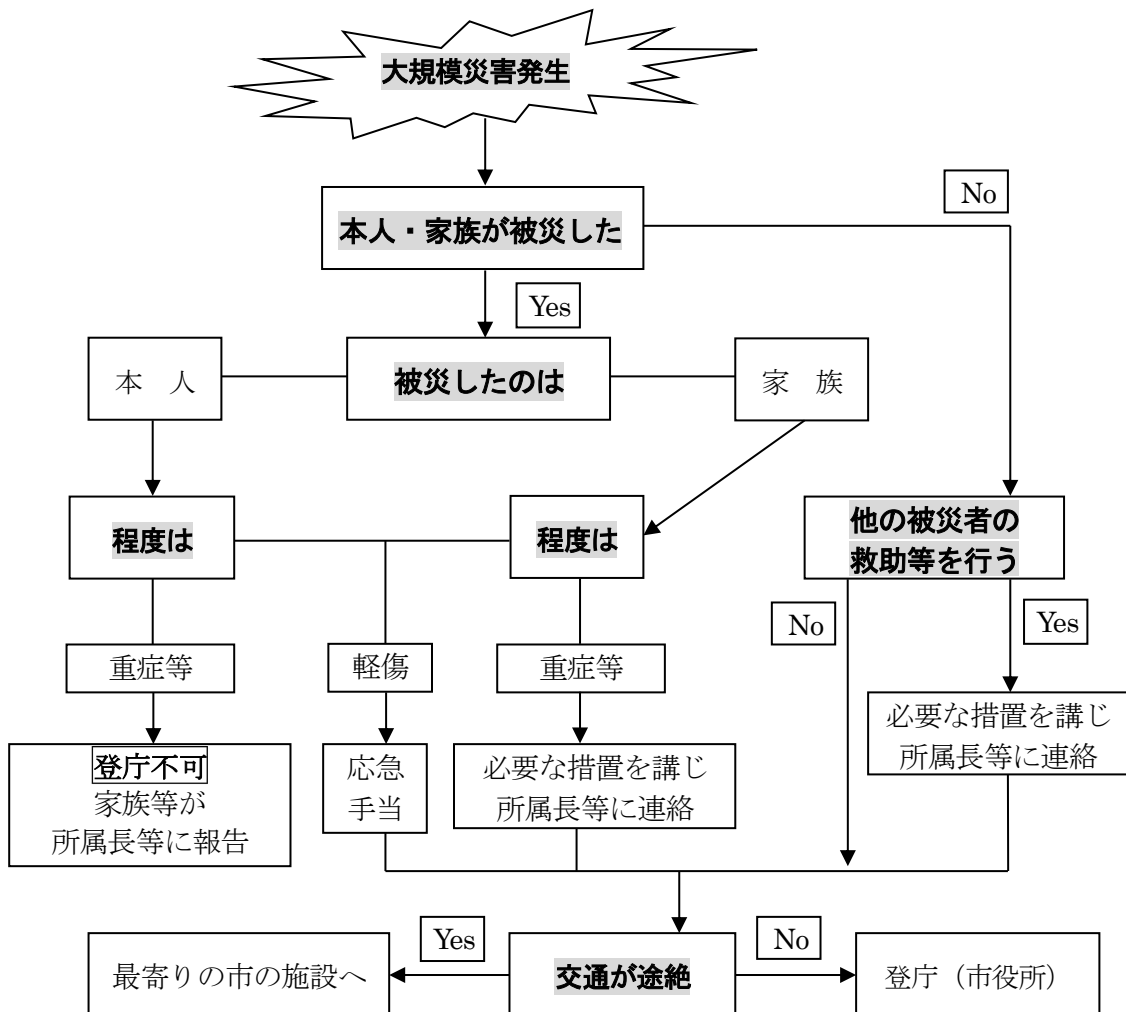 大規模災害発生
No
本人・家族が被災した
Yes
本　人
被災したのは
家　族
程度は
程度は
他の被災者の
救助等を行う
No
Yes
重症等
軽傷
重症等
必要な措置を講じ
所属長等に連絡
登庁不可
家族等が
所属長等に報告
応急
手当
必要な措置を講じ
所属長等に連絡
Yes
No
最寄りの市の施設へ
交通が途絶
登庁（市役所）